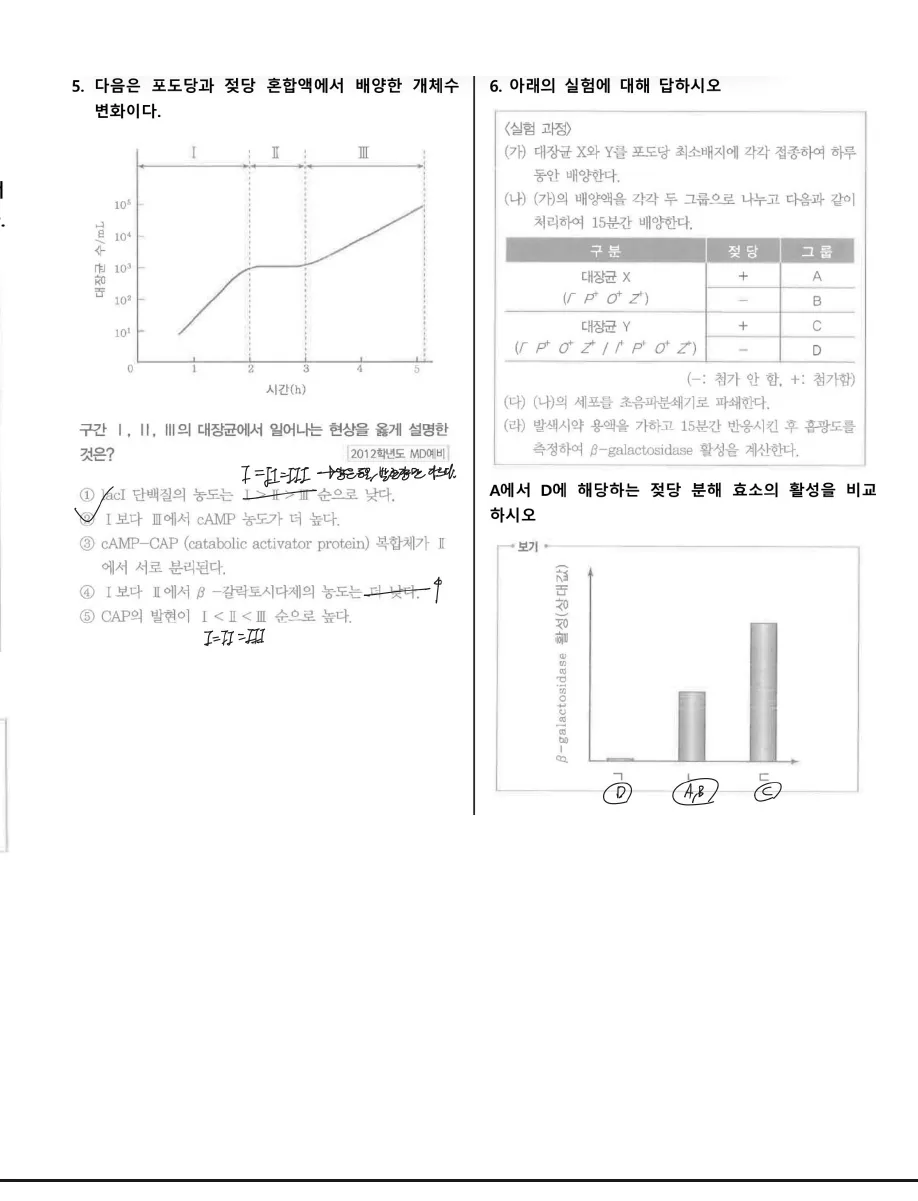 5. 다음은 포도당과 젖당 혼합액에서 배양한 개체수
변화이다.
Ⅰ Ⅱ Ⅲ
대장균 수/mL
10⁵
10⁴
10³
10²
10¹
0 1 2 3 4 5
시간(h)
구간 Ⅰ, Ⅱ, Ⅲ의 대장균에서 일어나는 현상을 옳게 설명한
것은?
2012학년도 MD예비
Ⅰ=Ⅱ=Ⅲ →
① lacI 단백질의 농도는 Ⅰ>Ⅱ>Ⅲ 순으로 낮다.
② Ⅰ보다 Ⅲ에서 cAMP 농도가 더 높다.
③ cAMP-CAP (catabolic activator protein) 복합체가 Ⅱ
에서 서로 분리된다.
④ Ⅰ보다 Ⅱ에서 β-갈락토시다제의 농도는 더 낮다. ↑
⑤ CAP의 발현이 Ⅰ<Ⅱ<Ⅲ 순으로 높다.
Ⅰ=Ⅱ=Ⅲ
6. 아래의 실험에 대해 답하시오
〈실험 과정〉
(가) 대장균 X와 Y를 포도당 최소배지에 각각 접종하여 하루
동안 배양한다.
(나) (가)의 배양액을 각각 두 그룹으로 나누고 다음과 같이
처리하여 15분간 배양한다.
구분 젖당 그룹
대장균 X + A
(I⁻ P⁺ O⁺ Z⁺) − B
대장균 Y + C
(I⁻ P⁺ O⁺ Z⁺ / I⁺ P⁺ O⁺ Z⁺) − D
(−: 첨가 안 함, +: 첨가함)
(다) (나)의 세포를 초음파분쇄기로 파쇄한다.
(라) 발색시약 용액을 가하고 15분간 반응시킨 후 흡광도를
측정하여 β-galactosidase 활성을 계산한다.
A에서 D에 해당하는 젖당 분해 효소의 활성을 비교
하시오
보기
β-galactosidase 활성(상대값)
ㄱ ㄴ ㄷ
D A,B C